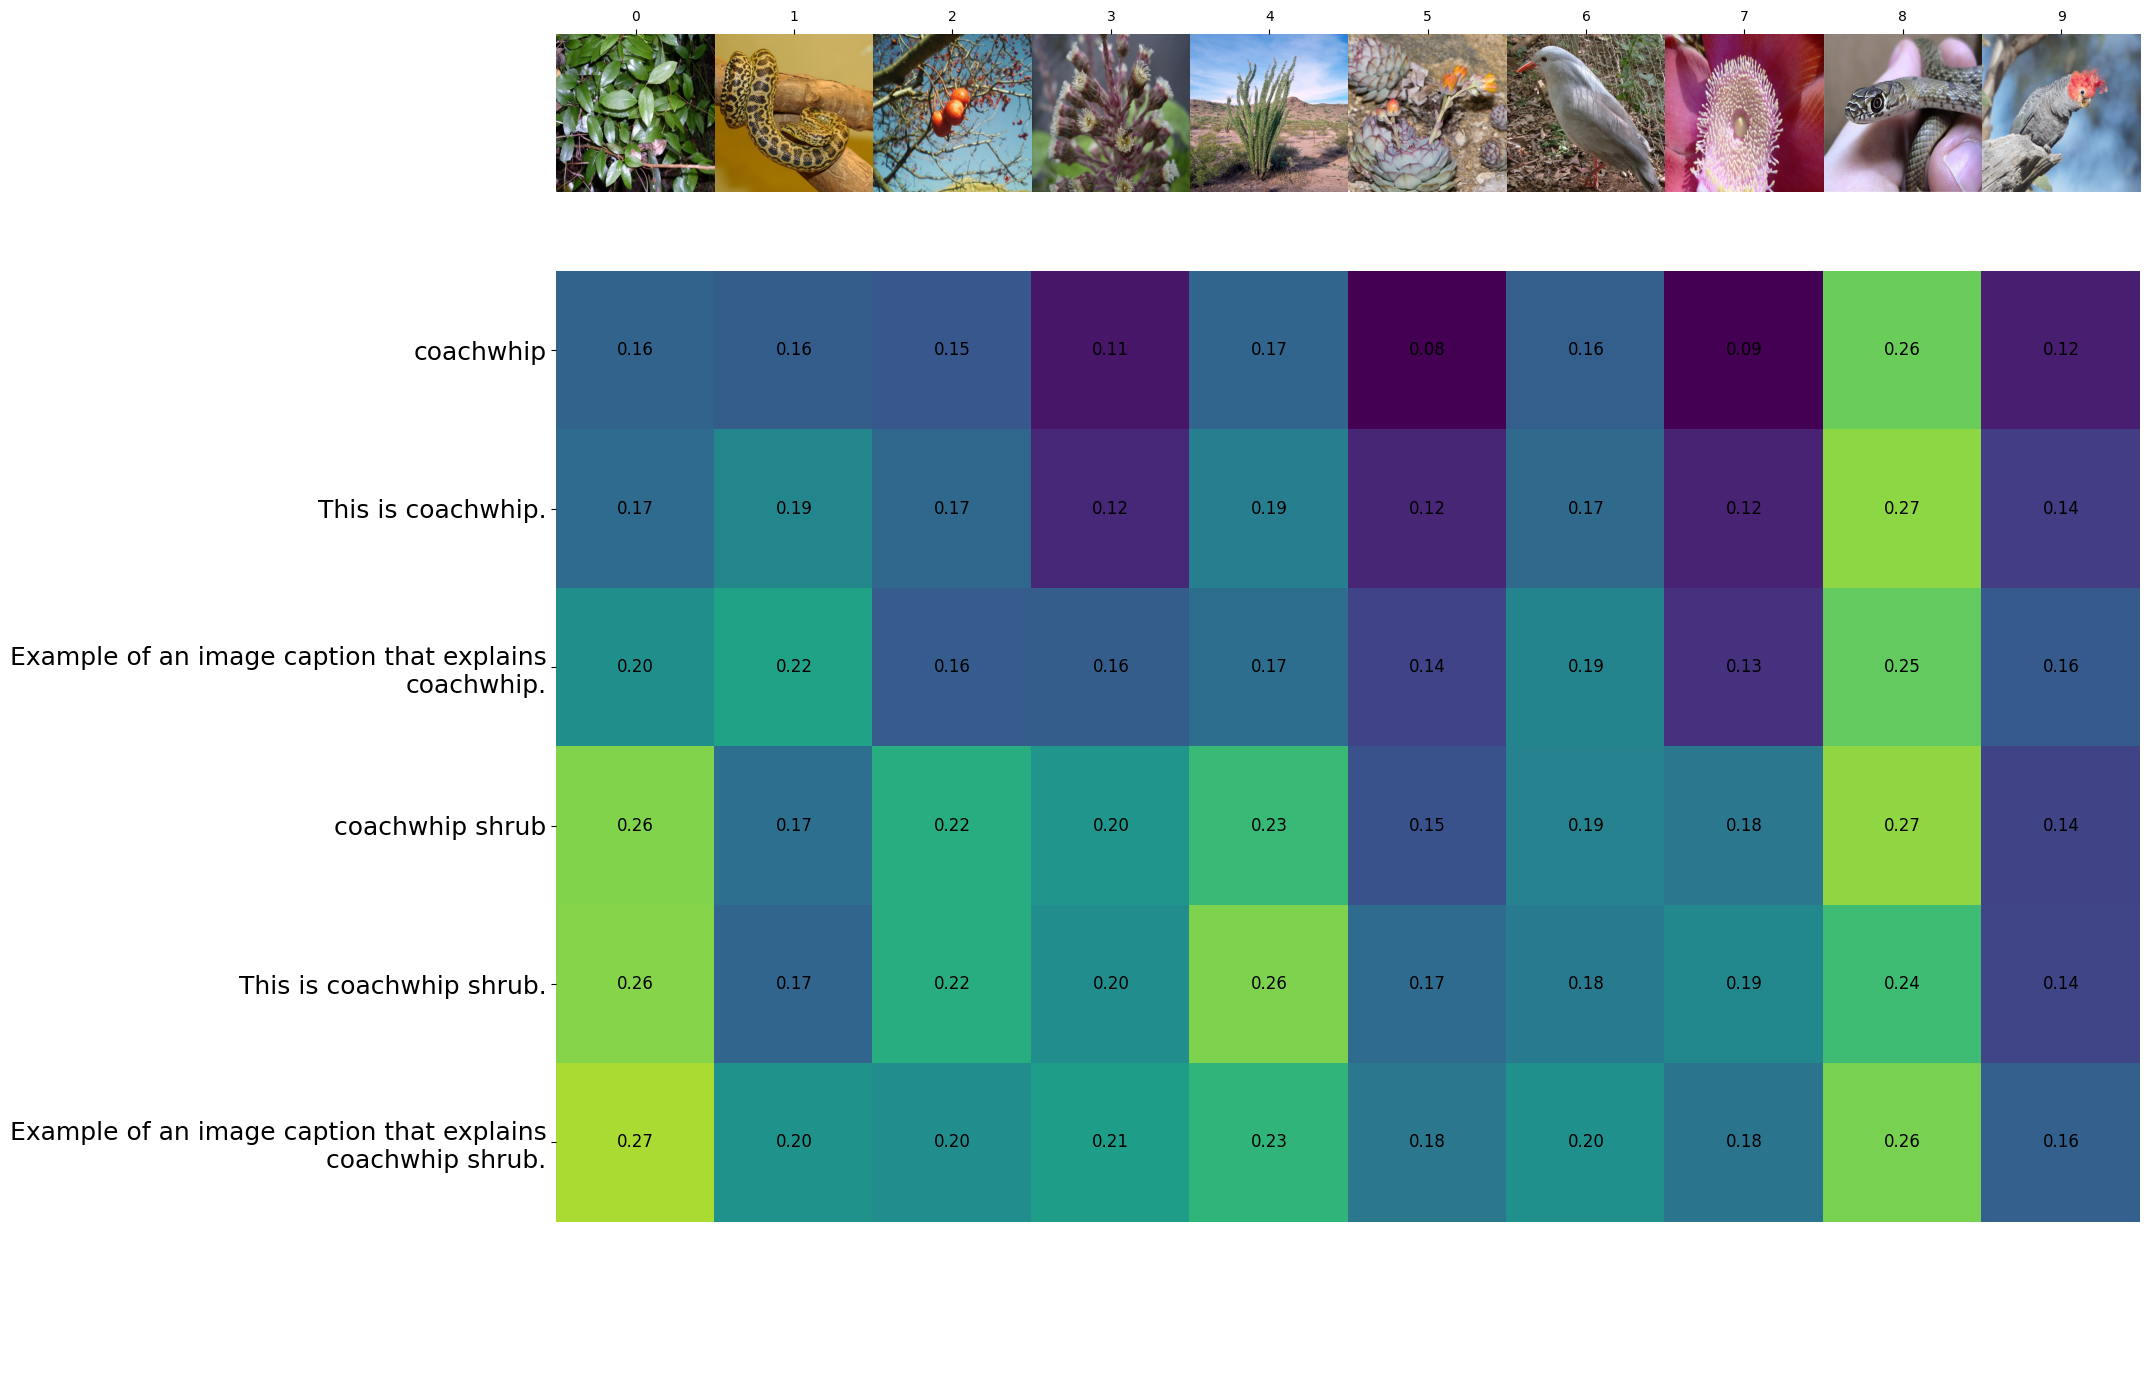 0 1 2 3 4 5 6 7 8 9
coachwhip 0.16 0.16 0.15 0.11 0.17 0.08 0.16 0.09 0.26 0.12
This is coachwhip. 0.17 0.19 0.17 0.12 0.19 0.12 0.17 0.12 0.27 0.14
Example of an image caption that explains
coachwhip. 0.20 0.22 0.16 0.16 0.17 0.14 0.19 0.13 0.25 0.16
coachwhip shrub 0.26 0.17 0.22 0.20 0.23 0.15 0.19 0.18 0.27 0.14
This is coachwhip shrub. 0.26 0.17 0.22 0.20 0.26 0.17 0.18 0.19 0.24 0.14
Example of an image caption that explains
coachwhip shrub. 0.27 0.20 0.20 0.21 0.23 0.18 0.20 0.18 0.26 0.16